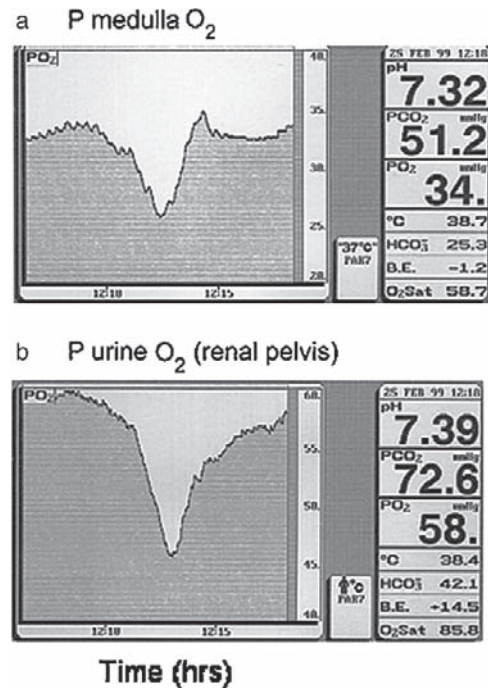 a P medulla O2
PO2
40.
35.
30.
25.
20.
12:10 12:15
"37°C"
PAR7
25 FEB 99 12:18
pH
7.32
PCO2 mmHg
51.2
PO2 mmHg
34.
°C 38.7
HCO3⁻ 25.3
B.E. -1.2
O2Sat 58.7
b P urine O2 (renal pelvis)
PO2
60.
55.
50.
45.
40.
12:10 12:15
°C
PAR7
25 FEB 99 12:18
pH
7.39
PCO2 mmHg
72.6
PO2 mmHg
58.
°C 38.4
HCO3⁻ 42.1
B.E. +14.5
O2Sat 85.8
Time (hrs)